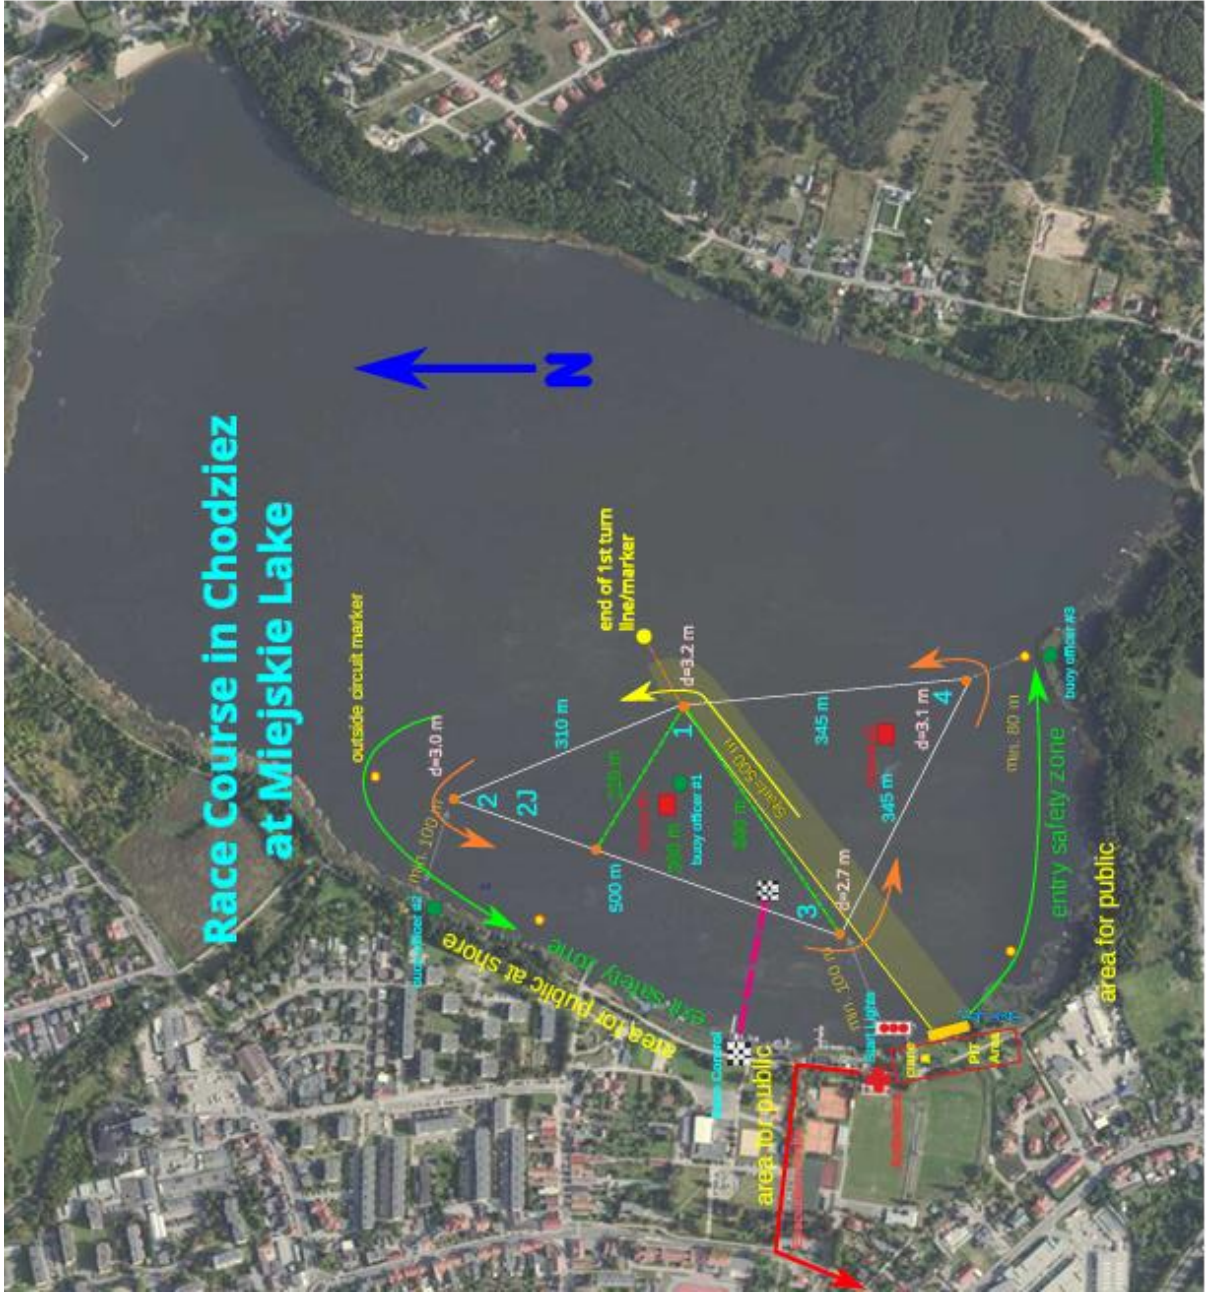 Race Course in Chodziez
at Miejskie Lake
N
outside circuit marker
end of 1st turn
line/marker
d=3.0 m
310 m
d=3.2 m
2
2J
1
500 m
buoy officer #1
Start=500 m
345 m
d=3.1 m
4
345 m
buoy officer #3
min. 80 m
entry safety zone
3
d=2.7 m
exit safety zone
area for public at shore
Start Lights
crane
PIT
Area
area for public
area for public